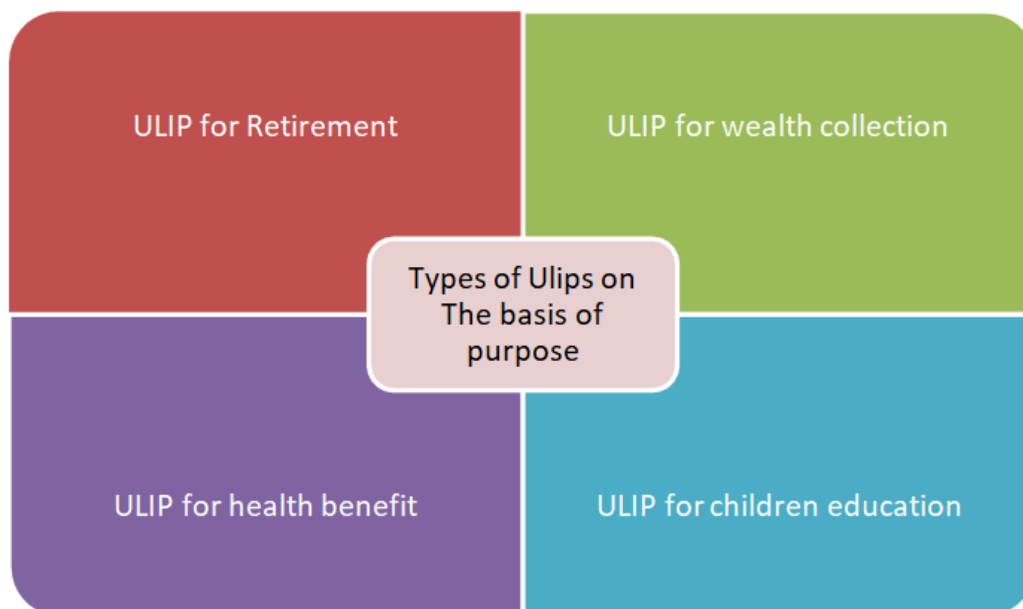 ULIP for Retirement
ULIP for wealth collection
Types of Ulips on
The basis of
purpose
ULIP for health benefit
ULIP for children education